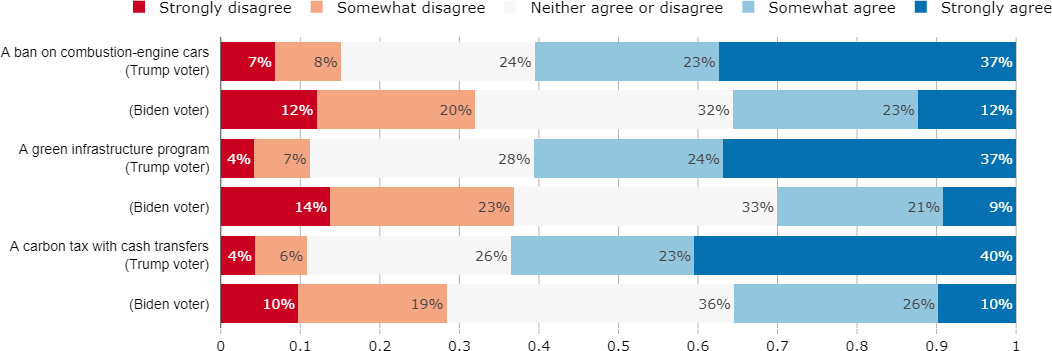 Strongly disagree Somewhat disagree Neither agree or disagree Somewhat agree Strongly agree
A ban on combustion-engine cars
(Trump voter)
7% 8% 24% 23% 37%
(Biden voter)
12% 20% 32% 23% 12%
A green infrastructure program
(Trump voter)
4% 7% 28% 24% 37%
(Biden voter)
14% 23% 33% 21% 9%
A carbon tax with cash transfers
(Trump voter)
4% 6% 26% 23% 40%
(Biden voter)
10% 19% 36% 26% 10%
0 0.1 0.2 0.3 0.4 0.5 0.6 0.7 0.8 0.9 1